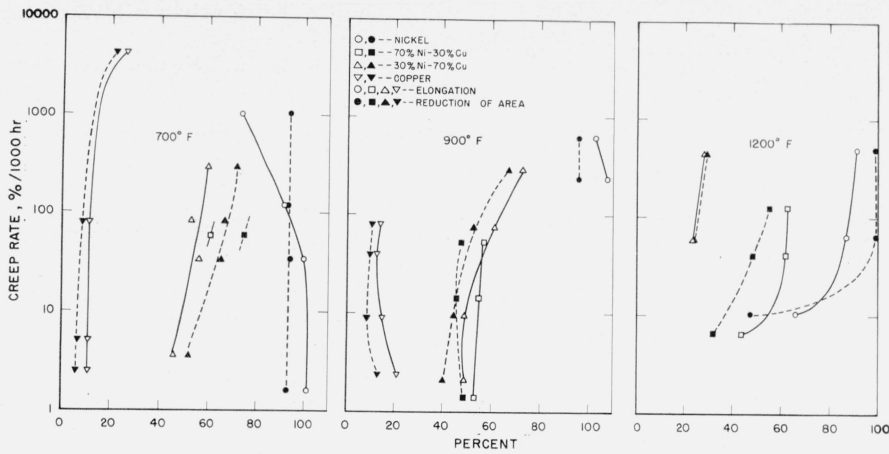 10000
1000
100
10
1
CREEP RATE, %/1000 hr
○,●--NICKEL
□,■--70%Ni-30%Cu
△,▲--30%Ni-70%Cu
▽,▼--COPPER
○,□,△,▽--ELONGATION
●,■,▲,▼--REDUCTION OF AREA
700° F
900° F
1200° F
0 20 40 60 80 100
0 20 40 60 80 100
0 20 40 60 80 100
PERCENT